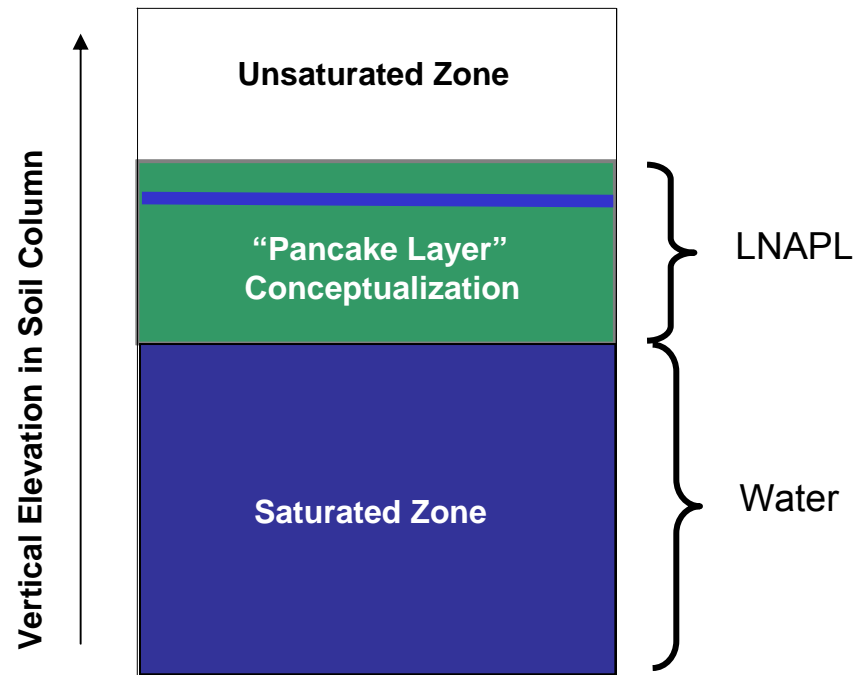 Unsaturated Zone
“Pancake Layer”
Conceptualization
LNAPL
Saturated Zone
Water
Vertical Elevation in Soil Column